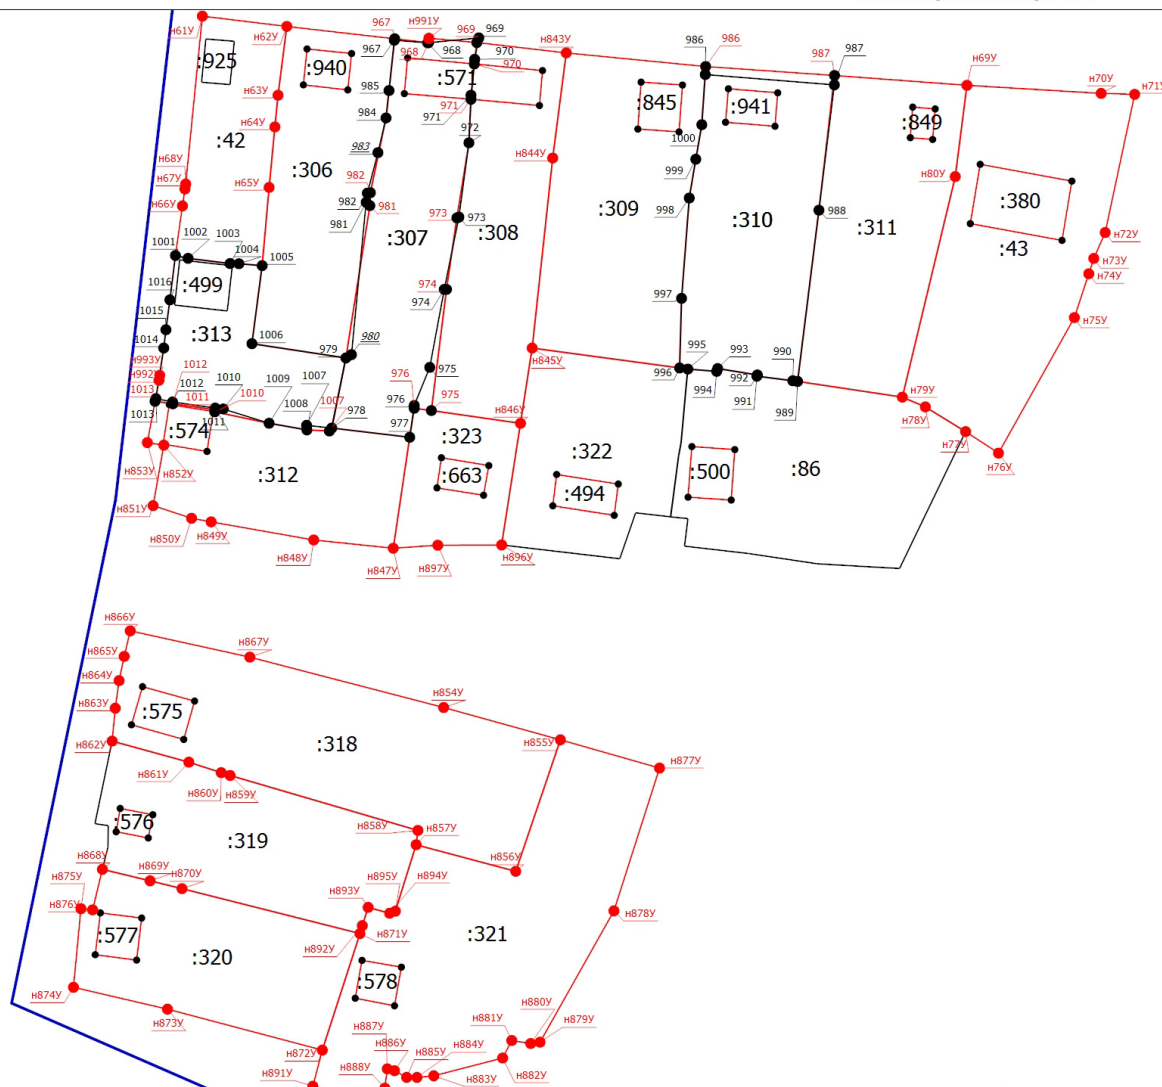 967
н991У
969
969
н61У
н62У
967
968
968
н843У
986
986
987
987
970
970
н69У
н70У
н71У
:925
:940
:571
985
971
971
:845
:941
:849
н63У
984
972
1000
н64У
:42
983
999
н844У
н68У
н67У
н65У
:306
982
982
981
981
998
н80У
:380
н66У
973
973
:307
:308
:309
:310
988
:311
1002
1003
1001
1004
1005
:43
н72У
н73У
н74У
:499
974
974
997
1016
1015
:313
1006
н75У
1014
979
980
995
993
990
н993У
н992У
1012
975
н845У
996
994
992
991
989
1013
1012
1010
1009
1007
976
976
975
н79У
1013
1011
1010
1011
1008
1007
978
н846У
н78У
:574
977
:323
н77У
:322
н76У
н853У
н852У
:312
:663
:500
:86
:494
н851У
н850У
н849У
н848У
н847У
н897У
н896У
н866У
н867У
н865У
н864У
н854У
:575
н863У
н862У
:318
н855У
н877У
н861У
н860У
н859У
:576
н858У
н857У
:319
н868У
н869У
н870У
н856У
н875У
н895У
н894У
н893У
н876У
н878У
:577
н892У
н871У
:321
:320
:578
н874У
н873У
н880У
н881У
н879У
н887У
н886У
н884У
н885У
н872У
н888У
н883У
н882У
н891У